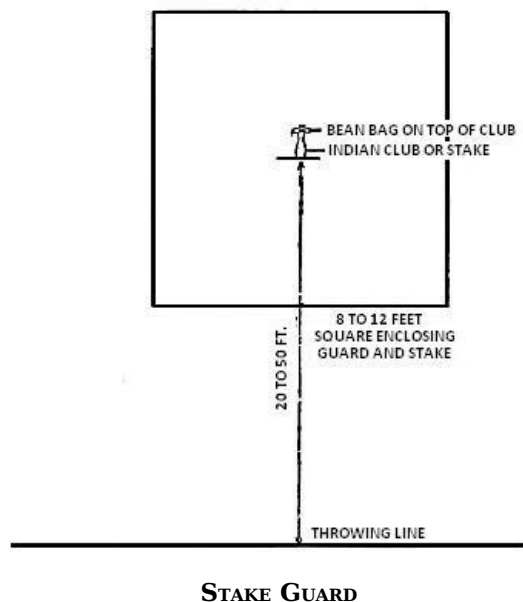 BEAN BAG ON TOP OF CLUB
INDIAN CLUB OR STAKE
8 TO 12 FEET
SQUARE ENCLOSING
GUARD AND STAKE
20 TO 50 FT.
THROWING LINE
STAKE GUARD